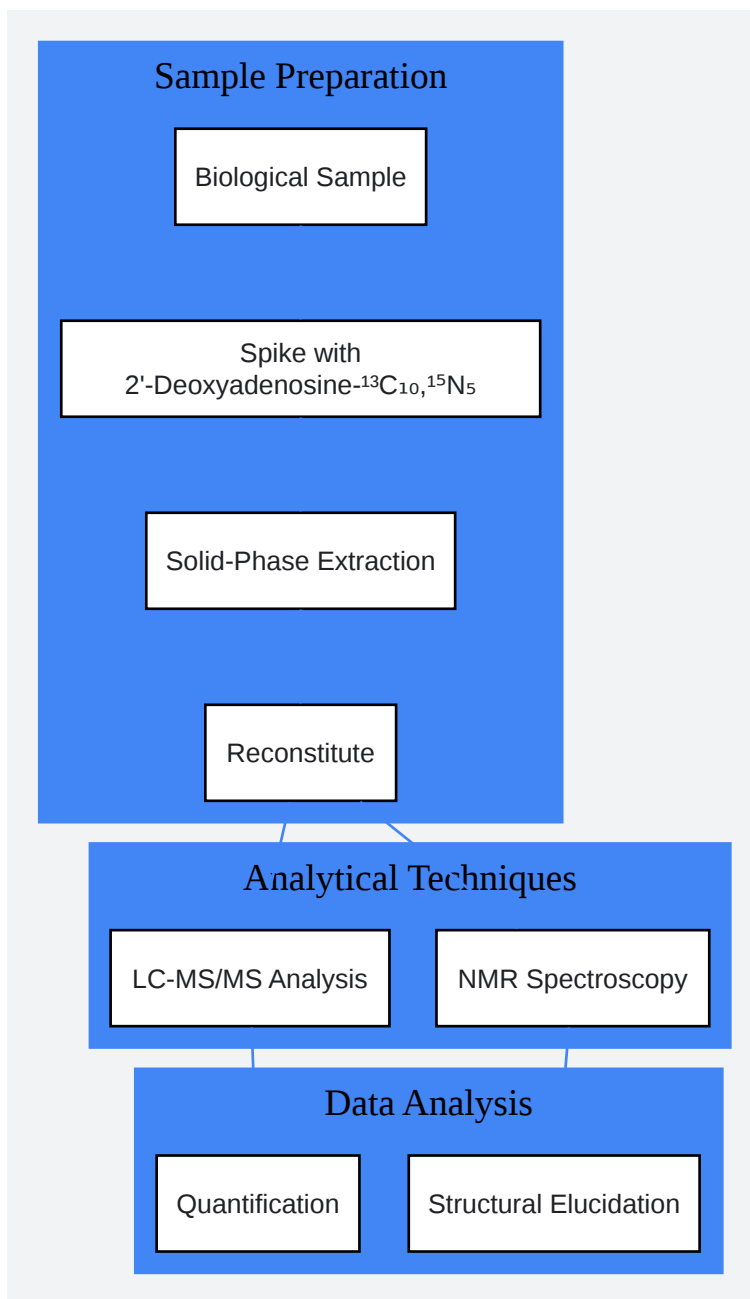 Sample Preparation
Biological Sample
Spike with
2'-Deoxyadenosine-¹³C₁₀,¹⁵N₅
Solid-Phase Extraction
Reconstitute
Analytical Techniques
LC-MS/MS Analysis
NMR Spectroscopy
Data Analysis
Quantification
Structural Elucidation